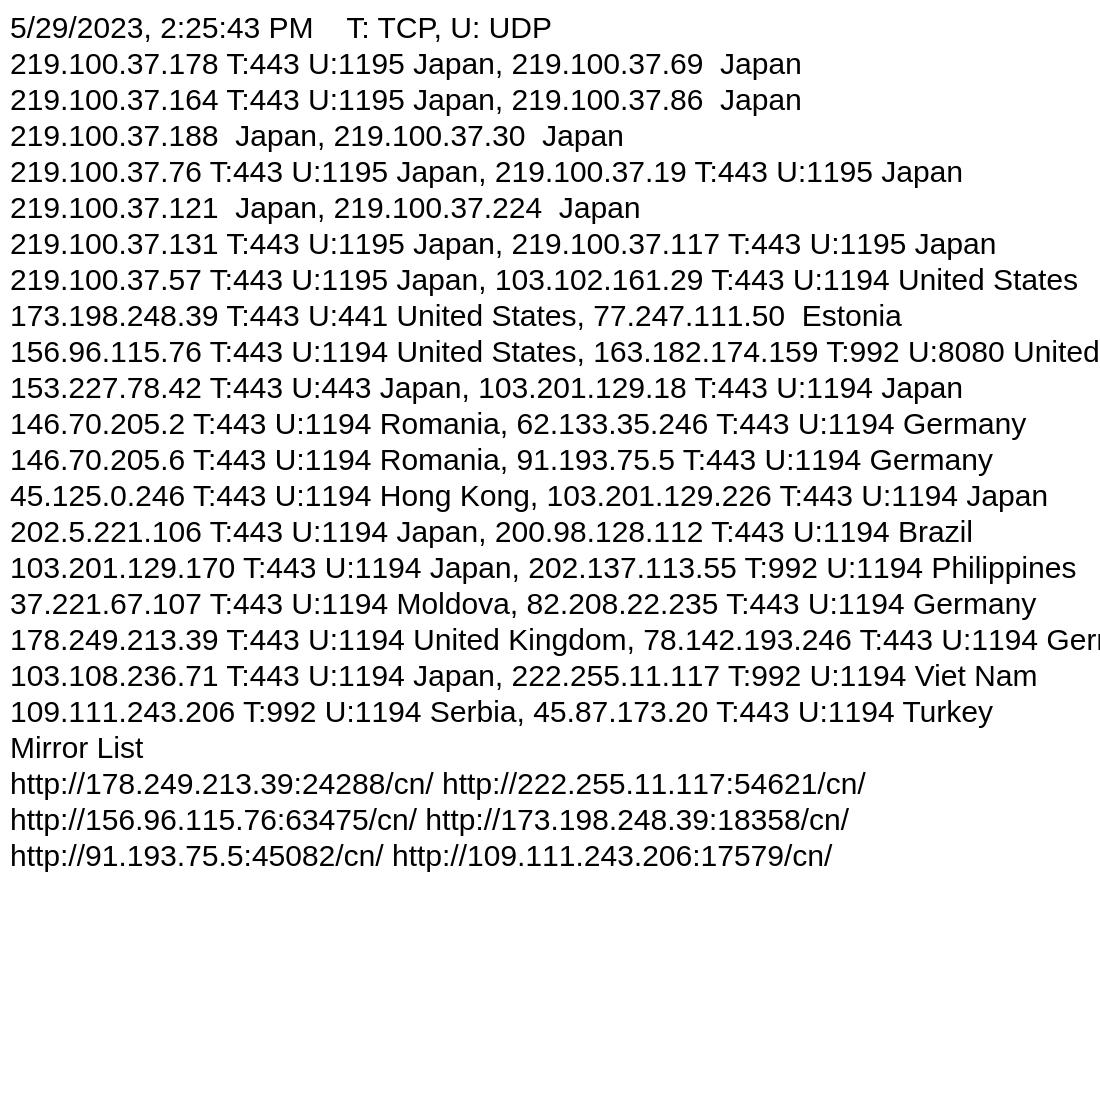 5/29/2023, 2:25:43 PM    T: TCP, U: UDP
219.100.37.178 T:443 U:1195 Japan, 219.100.37.69  Japan
219.100.37.164 T:443 U:1195 Japan, 219.100.37.86  Japan
219.100.37.188  Japan, 219.100.37.30  Japan
219.100.37.76 T:443 U:1195 Japan, 219.100.37.19 T:443 U:1195 Japan
219.100.37.121  Japan, 219.100.37.224  Japan
219.100.37.131 T:443 U:1195 Japan, 219.100.37.117 T:443 U:1195 Japan
219.100.37.57 T:443 U:1195 Japan, 103.102.161.29 T:443 U:1194 United States
173.198.248.39 T:443 U:441 United States, 77.247.111.50  Estonia
156.96.115.76 T:443 U:1194 United States, 163.182.174.159 T:992 U:8080 United
153.227.78.42 T:443 U:443 Japan, 103.201.129.18 T:443 U:1194 Japan
146.70.205.2 T:443 U:1194 Romania, 62.133.35.246 T:443 U:1194 Germany
146.70.205.6 T:443 U:1194 Romania, 91.193.75.5 T:443 U:1194 Germany
45.125.0.246 T:443 U:1194 Hong Kong, 103.201.129.226 T:443 U:1194 Japan
202.5.221.106 T:443 U:1194 Japan, 200.98.128.112 T:443 U:1194 Brazil
103.201.129.170 T:443 U:1194 Japan, 202.137.113.55 T:992 U:1194 Philippines
37.221.67.107 T:443 U:1194 Moldova, 82.208.22.235 T:443 U:1194 Germany
178.249.213.39 T:443 U:1194 United Kingdom, 78.142.193.246 T:443 U:1194
103.108.236.71 T:443 U:1194 Japan, 222.255.11.117 T:992 U:1194 Viet Nam
109.111.243.206 T:992 U:1194 Serbia, 45.87.173.20 T:443 U:1194 Turkey
Mirror List
http://178.249.213.39:24288/cn/ http://222.255.11.117:54621/cn/
http://156.96.115.76:63475/cn/ http://173.198.248.39:18358/cn/
http://91.193.75.5:45082/cn/ http://109.111.243.206:17579/cn/